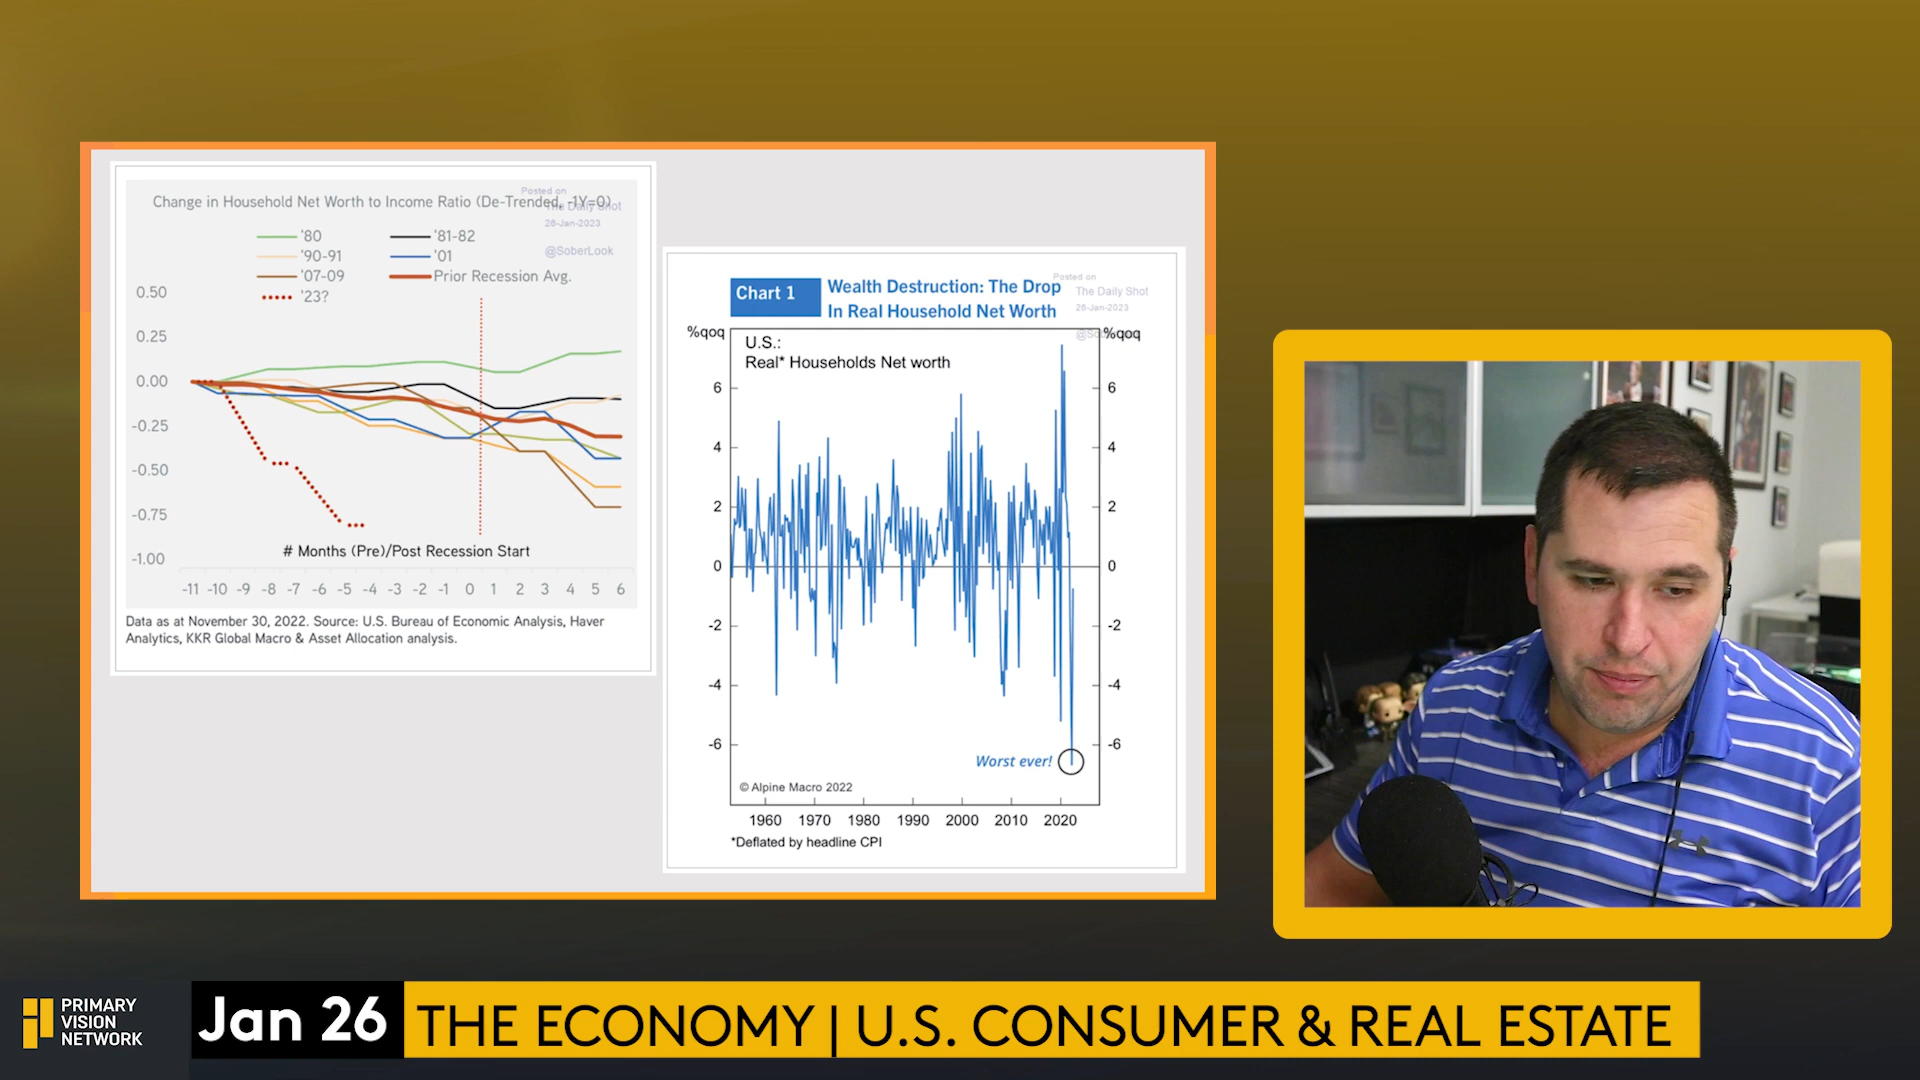 Change in Household Net Worth to Income Ratio (De-Trended, -1Y=0)
Posted on
The Daily Shot
26-Jan-2023
@SoberLook
'80
'81-82
'90-91
'01
'07-09
Prior Recession Avg.
'23?
0.50
0.25
0.00
-0.25
-0.50
-0.75
-1.00
# Months (Pre)/Post Recession Start
-11 -10 -9 -8 -7 -6 -5 -4 -3 -2 -1 0 1 2 3 4 5 6
Data as at November 30, 2022. Source: U.S. Bureau of Economic Analysis, Haver
Analytics, KKR Global Macro & Asset Allocation analysis.
Chart 1
Wealth Destruction: The Drop
In Real Household Net Worth
Posted on
The Daily Shot
26-Jan-2023
%qoq
%qoq
U.S.:
Real* Households Net worth
6
4
2
0
-2
-4
-6
6
4
2
0
-2
-4
-6
Worst ever!
© Alpine Macro 2022
1960 1970 1980 1990 2000 2010 2020
*Deflated by headline CPI
PRIMARY
VISION
NETWORK
Jan 26
THE ECONOMY | U.S. CONSUMER & REAL ESTATE